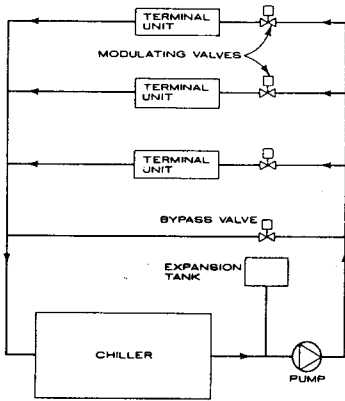 TERMINAL
UNIT
MODULATING VALVES
TERMINAL
UNIT
TERMINAL
UNIT
BYPASS VALVE
EXPANSION
TANK
CHILLER
PUMP